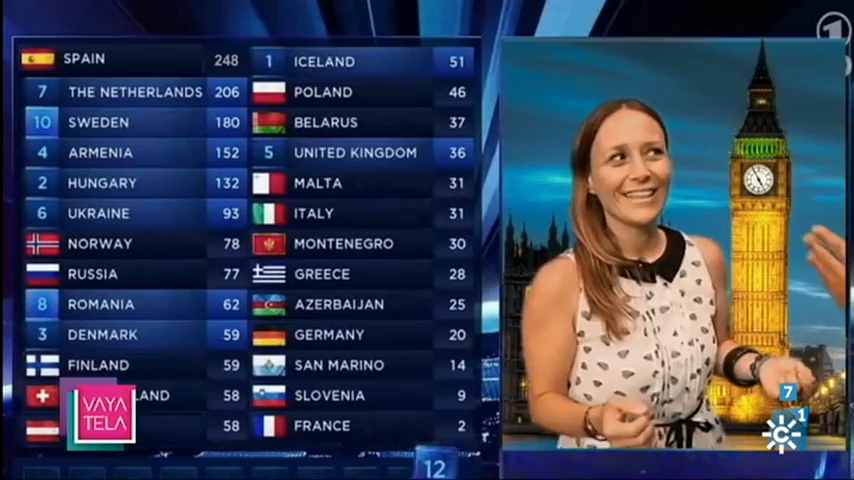 SPAIN 248
7 THE NETHERLANDS 206
10 SWEDEN 180
4 ARMENIA 152
2 HUNGARY 132
6 UKRAINE 93
NORWAY 78
RUSSIA 77
8 ROMANIA 62
3 DENMARK 59
FINLAND 59
LAND 58
58
1 ICELAND 51
POLAND 46
BELARUS 37
5 UNITED KINGDOM 36
MALTA 31
ITALY 31
MONTENEGRO 30
GREECE 28
AZERBAIJAN 25
GERMANY 20
SAN MARINO 14
SLOVENIA 9
FRANCE 2
12
VAYA
TELA
1
7
1
C